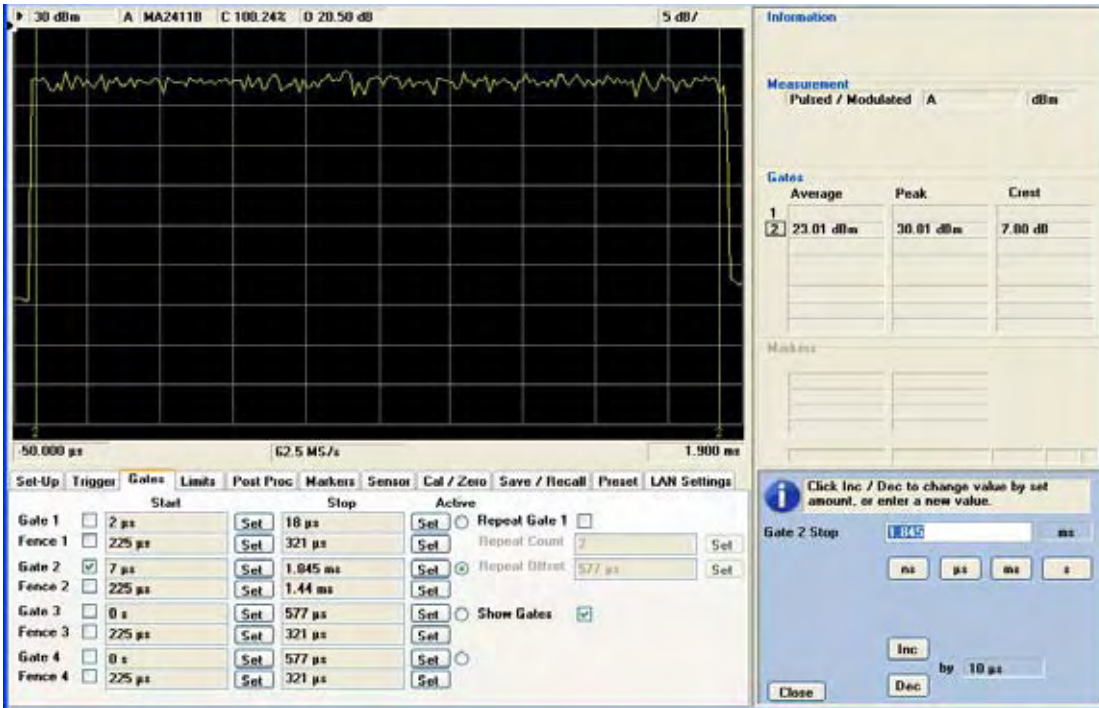 30 dBm A MA2411B C 100.24% O 20.50 dB 5 dB/
2 2
-50.000 µs 62.5 MS/s 1.900 ms
Set-Up Trigger Gates Limits Post Proc Markers Sensor Cal / Zero Save / Recall Preset LAN Settings
Start Stop Active
Gate 1 2 µs Set 18 µs Set Repeat Gate 1
Fence 1 225 µs Set 321 µs Set Repeat Count 2 Set
Gate 2 7 µs Set 1.845 ms Set Repeat Offset 577 µs Set
Fence 2 225 µs Set 1.44 ms Set
Gate 3 0 s Set 577 µs Set Show Gates
Fence 3 225 µs Set 321 µs Set
Gate 4 0 s Set 577 µs Set
Fence 4 225 µs Set 321 µs Set
Information
Measurement
Pulsed / Modulated A dBm
Gates
Average Peak Crest
1
2 23.01 dBm 30.01 dBm 7.00 dB
Markers
Click Inc / Dec to change value by set
amount, or enter a new value.
Gate 2 Stop 1.845 ms
ns µs ms s
Inc
by 10 µs
Dec
Close